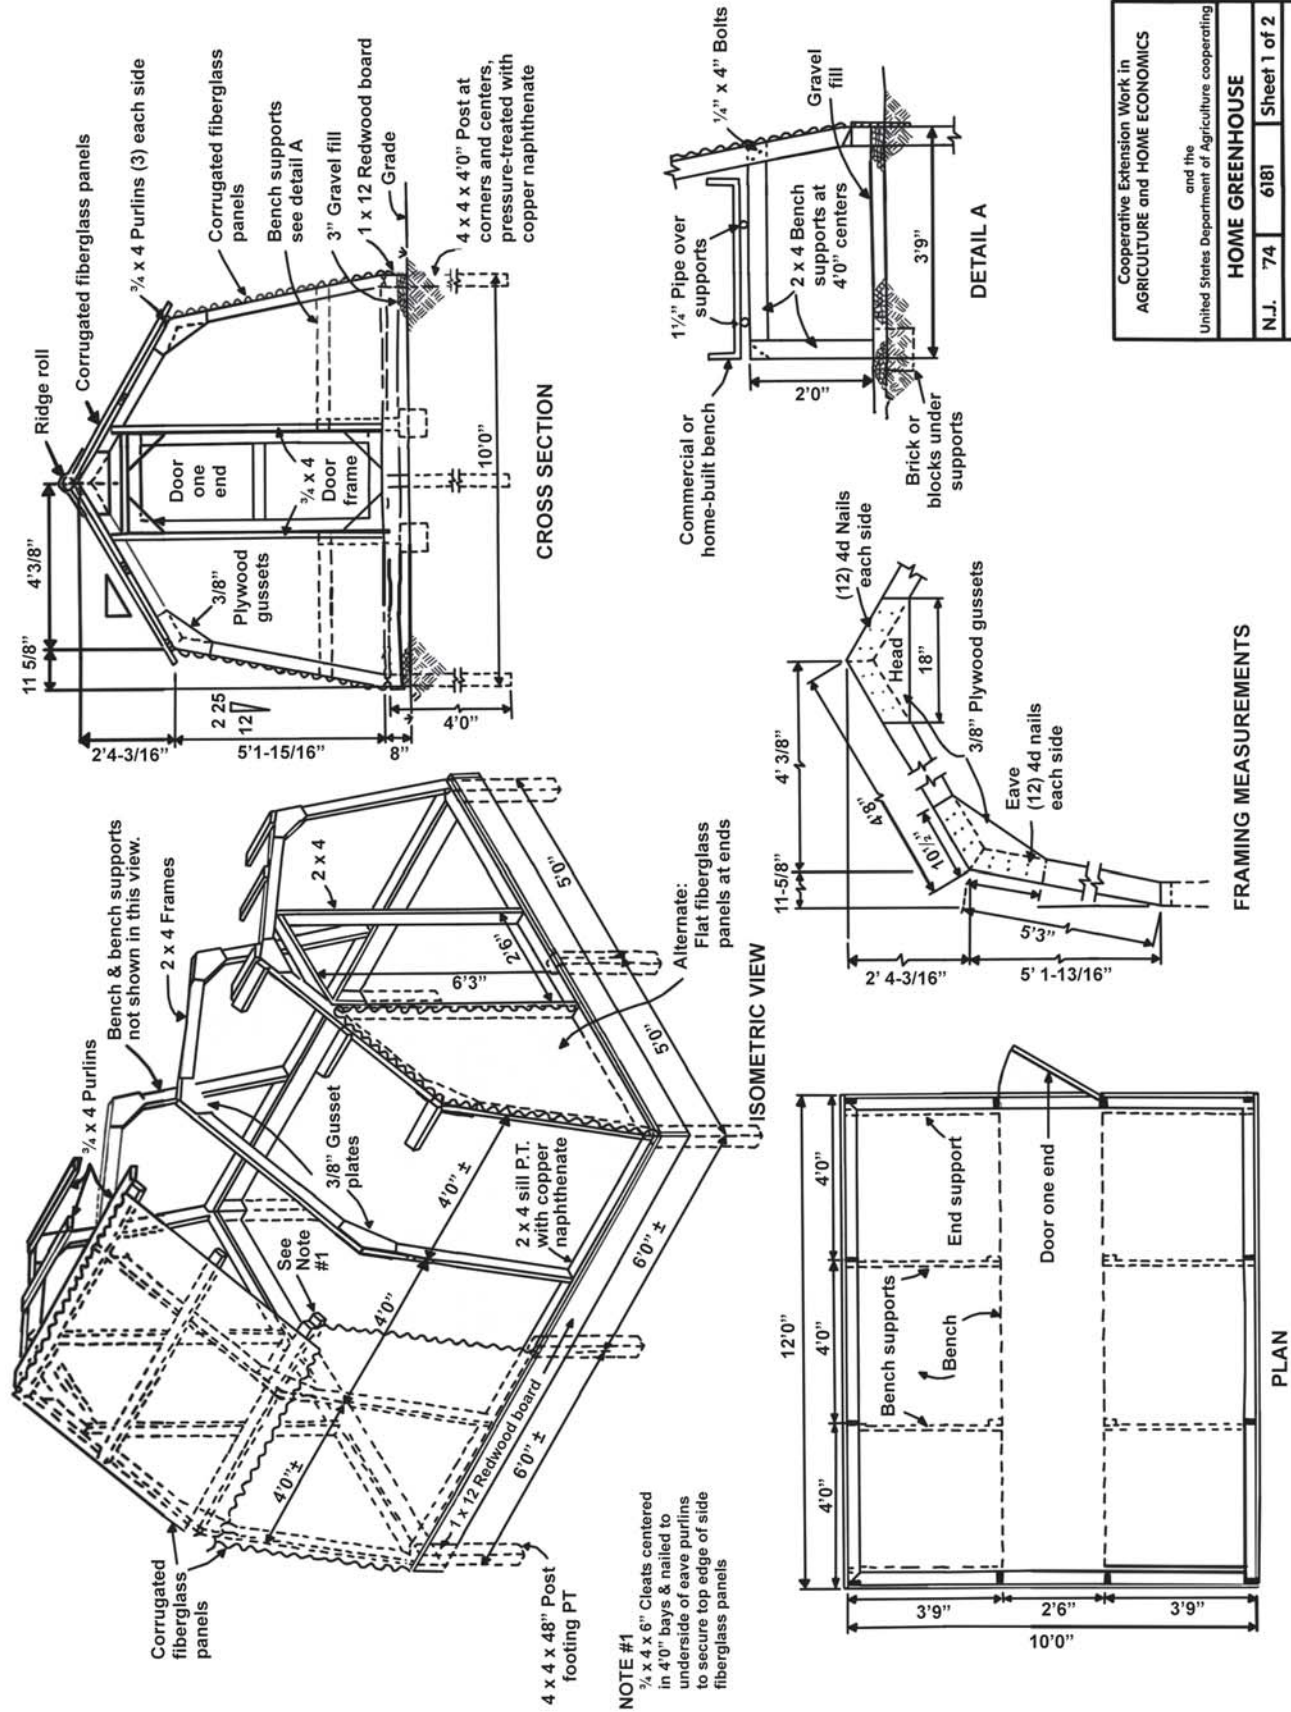 Corrugated
fiberglass
panels
3/4 x 4 Purlins
Bench & bench supports
not shown in this view.
2 x 4 Frames
See
Note
#1
3/8" Gusset
plates
2 x 4
6'3"
2'6"
4'0"±
4'0"
4'0" ±
5'0"
5'0"
Alternate:
Flat fiberglass
panels at ends
2 x 4 sill P.T.
with copper
naphthenate
1 x 12 Redwood board
6'0" ±
6'0" ±
4 x 4 x 48" Post
footing PT
NOTE #1
3/4 x 4 x 6" Cleats centered
in 4'0" bays & nailed to
underside of eave purlins
to secure top edge of side
fiberglass panels
ISOMETRIC VIEW
11 5/8"
4'3/8"
Ridge roll
Corrugated fiberglass panels
3/4 x 4 Purlins (3) each side
Corrugated fiberglass
panels
Bench supports
see detail A
3" Gravel fill
1 x 12 Redwood board
Grade
4 x 4 x 4'0" Post at
corners and centers,
pressure-treated with
copper naphthenate
3/8"
Plywood
gussets
Door
one
end
3/4 x 4
Door
frame
2'4-3/16"
5'1-15/16"
8"
2 25
12
4'0"
10'0"
CROSS SECTION
12'0"
4'0"
4'0"
4'0"
Bench supports
Bench
End support
Door one end
3'9"
2'6"
3'9"
10'0"
PLAN
11-5/8"
4' 3/8"
4'8"
10½"
(12) 4d Nails
each side
Head
18"
3/8" Plywood gussets
Eave
(12) 4d nails
each side
5'3"
2' 4-3/16"
5' 1-13/16"
FRAMING MEASUREMENTS
Commercial or
home-built bench
1¼" Pipe over
supports
¼" x 4" Bolts
2 x 4 Bench
supports at
4'0" centers
Gravel
fill
2'0"
3'9"
Brick or
blocks under
supports
DETAIL A
Cooperative Extension Work in
AGRICULTURE and HOME ECONOMICS
and the
United States Department of Agriculture cooperating
HOME GREENHOUSE
N.J. '74 6181 Sheet 1 of 2